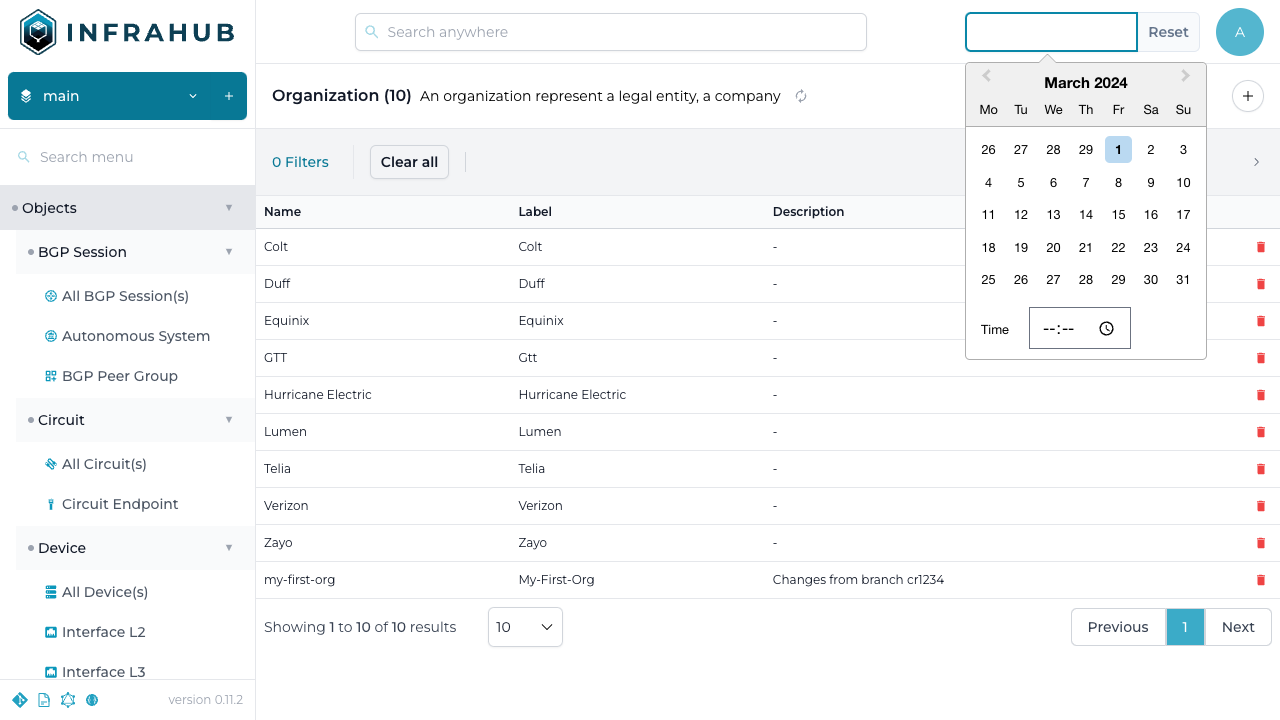 INFRAHUB
Search anywhere
Reset
A
main
Organization (10) An organization represent a legal entity, a company
March 2024
Mo Tu We Th Fr Sa Su
26 27 28 29 1 2 3
4 5 6 7 8 9 10
11 12 13 14 15 16 17
18 19 20 21 22 23 24
25 26 27 28 29 30 31
Time --:--
Search menu
0 Filters Clear all
Objects
BGP Session
All BGP Session(s)
Autonomous System
BGP Peer Group
Circuit
All Circuit(s)
Circuit Endpoint
Device
All Device(s)
Interface L2
Interface L3
version 0.11.2
Name Label Description
Colt Colt -
Duff Duff -
Equinix Equinix -
GTT Gtt -
Hurricane Electric Hurricane Electric -
Lumen Lumen -
Telia Telia -
Verizon Verizon -
Zayo Zayo -
my-first-org My-First-Org Changes from branch cr1234
Showing 1 to 10 of 10 results 10 Previous 1 Next